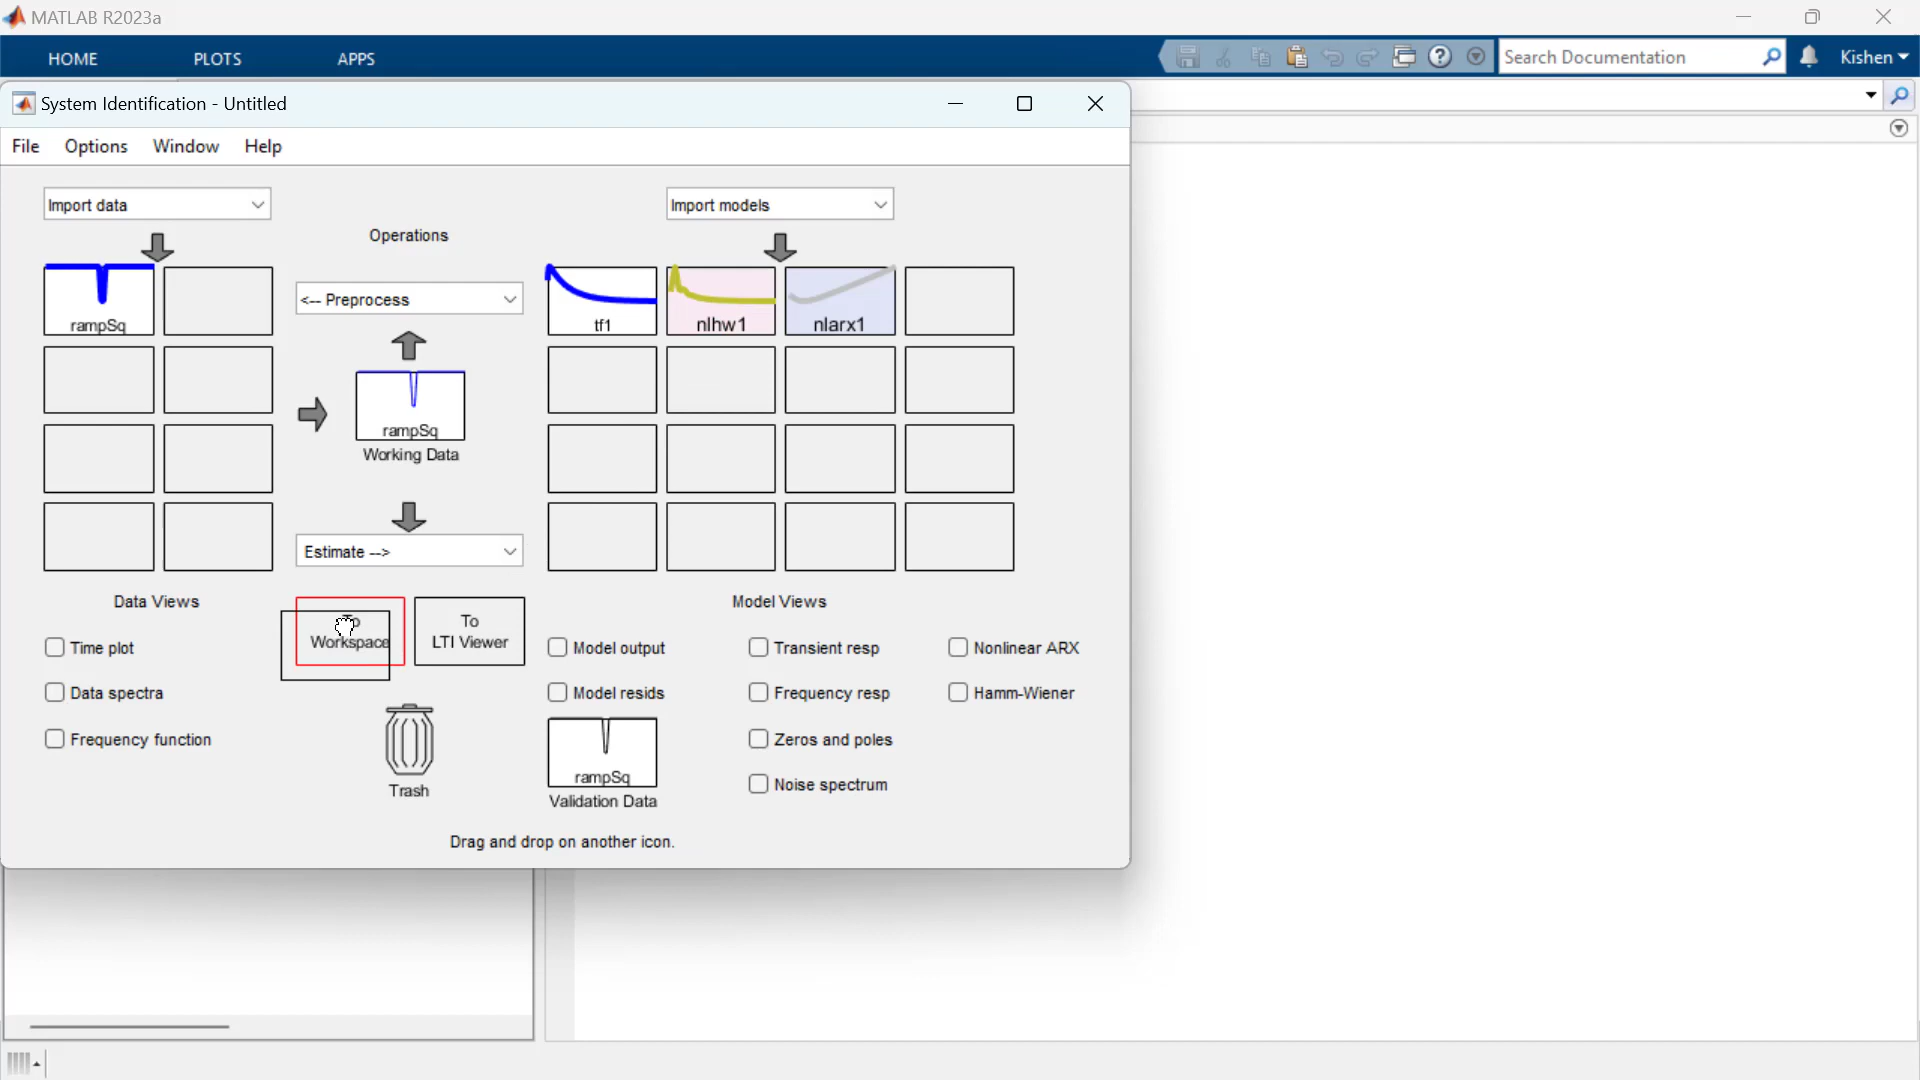 MATLAB R2023a
HOME
PLOTS
APPS
Search Documentation
Kishen
System Identification - Untitled
File
Options
Window
Help
Import data
Import models
Operations
<-- Preprocess
rampSq
tf1
nlhw1
nlarx1
rampSq
Working Data
Estimate -->
Data Views
Model Views
To
Workspace
To
LTI Viewer
Time plot
Model output
Transient resp
Nonlinear ARX
Data spectra
Model resids
Frequency resp
Hamm-Wiener
Frequency function
Zeros and poles
rampSq
Noise spectrum
Trash
Validation Data
Drag and drop on another icon.